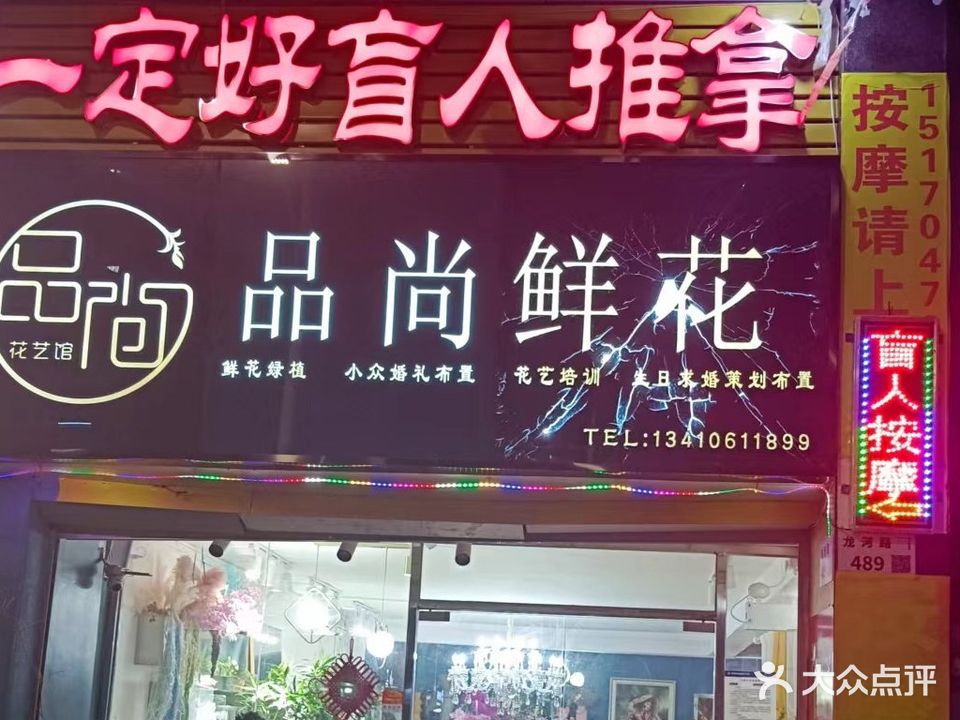 一定好盲人推拿
品尚
花艺馆
品尚鲜花
鲜花绿植 小众婚礼布置 花艺培训 生日求婚策划布置
TEL:13410611899
按摩请上
1517047
盲人按摩
龙河路
489
大众点评